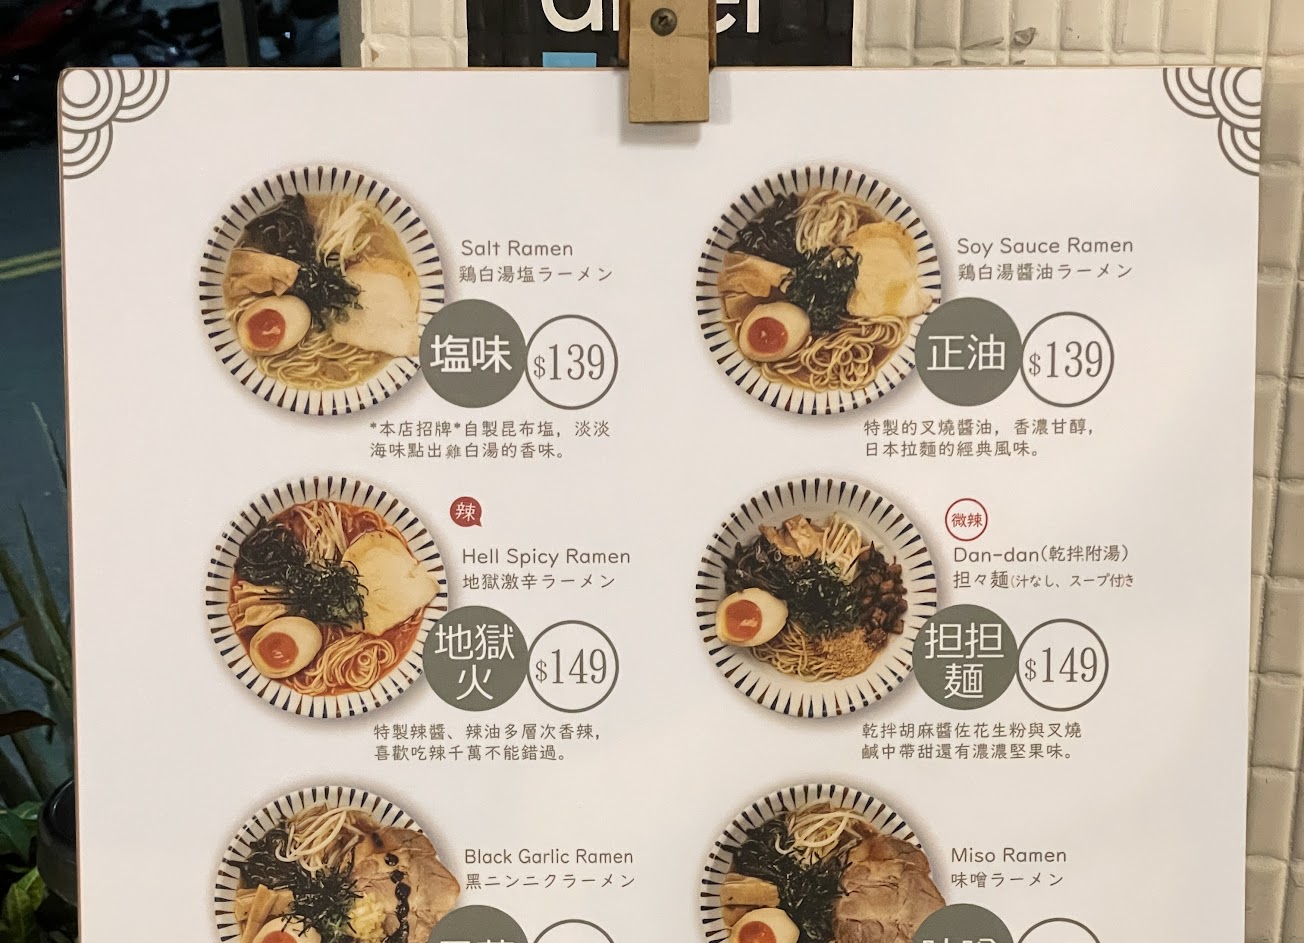 Salt Ramen
鶏白湯塩ラーメン
塩味
$139
*本店招牌*自製昆布塩，淡淡
海味點出雞白湯的香味。
Soy Sauce Ramen
鶏白湯醬油ラーメン
正油
$139
特製的叉燒醬油，香濃甘醇，
日本拉麵的經典風味。
辣
Hell Spicy Ramen
地獄激辛ラーメン
地獄
火
$149
特製辣醬、辣油多層次香辣，
喜歡吃辣千萬不能錯過。
微辣
Dan-dan(乾拌附湯)
担々麺(汁なし、スープ付き
担担
麵
$149
乾拌胡麻醬佐花生粉與叉燒
鹹中帶甜還有濃濃堅果味。
Black Garlic Ramen
黑ニンニクラーメン
Miso Ramen
味噌ラーメン